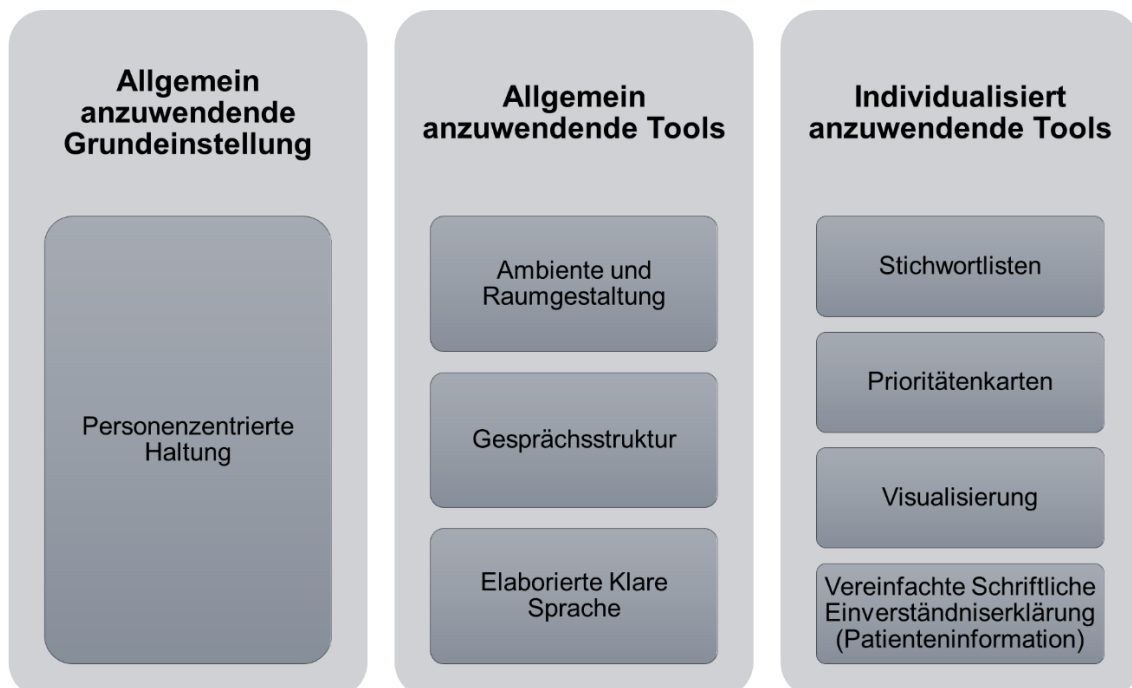 Allgemein
anzuwendende
Grundeinstellung
Personenzentrierte
Haltung
Allgemein
anzuwendende Tools
Ambiente und
Raumgestaltung
Gesprächsstruktur
Elaborierte Klare
Sprache
Individualisiert
anzuwendende Tools
Stichwortlisten
Prioritätenkarten
Visualisierung
Vereinfachte Schriftliche
Einverständniserklärung
(Patienteninformation)